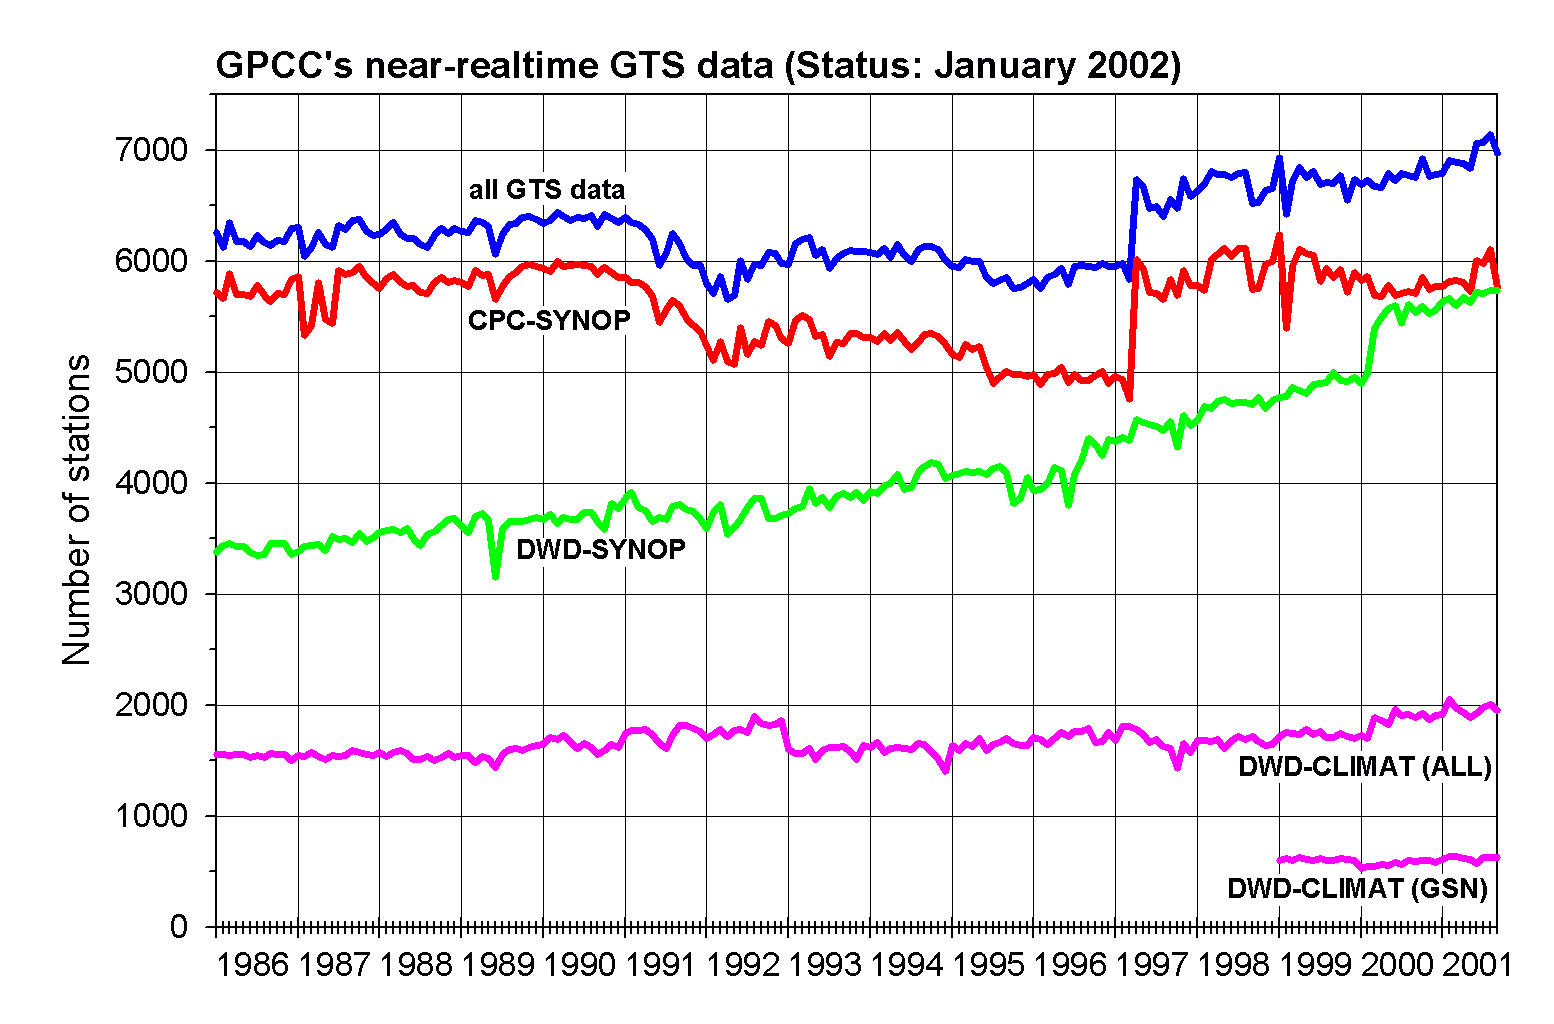 GPCC's near-realtime GTS data (Status: January 2002)
7000
all GTS data
6000
CPC-SYNOP
5000
4000
DWD-SYNOP
3000
2000
DWD-CLIMAT (ALL)
1000
DWD-CLIMAT (GSN)
0
Number of stations
1986 1987 1988 1989 1990 1991 1992 1993 1994 1995 1996 1997 1998 1999 2000 2001